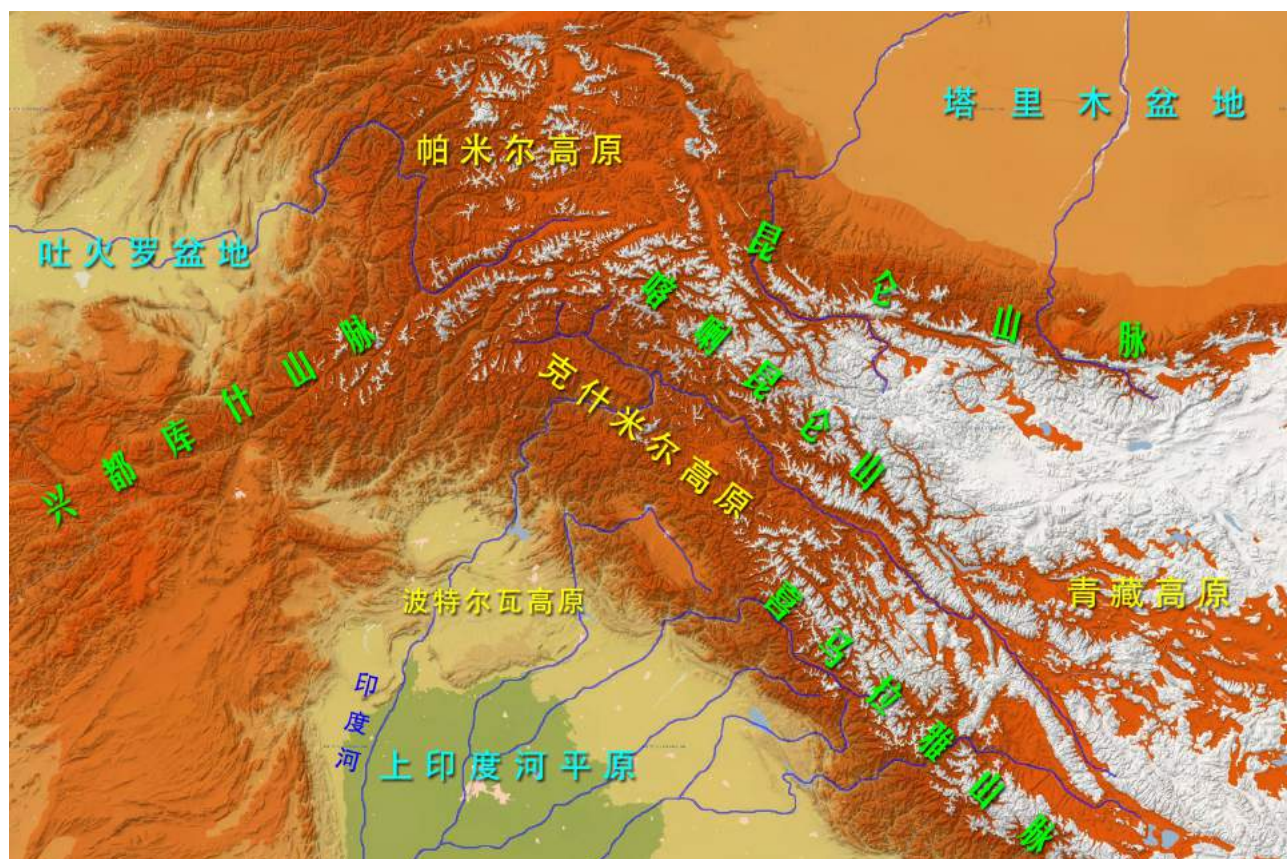 塔里木盆地
帕米尔高原
吐火罗盆地
昆仑山脉
喀喇昆仑山
兴都库什山脉
克什米尔高原
青藏高原
波特尔瓦高原
喜马拉雅山脉
印度河
上印度河平原